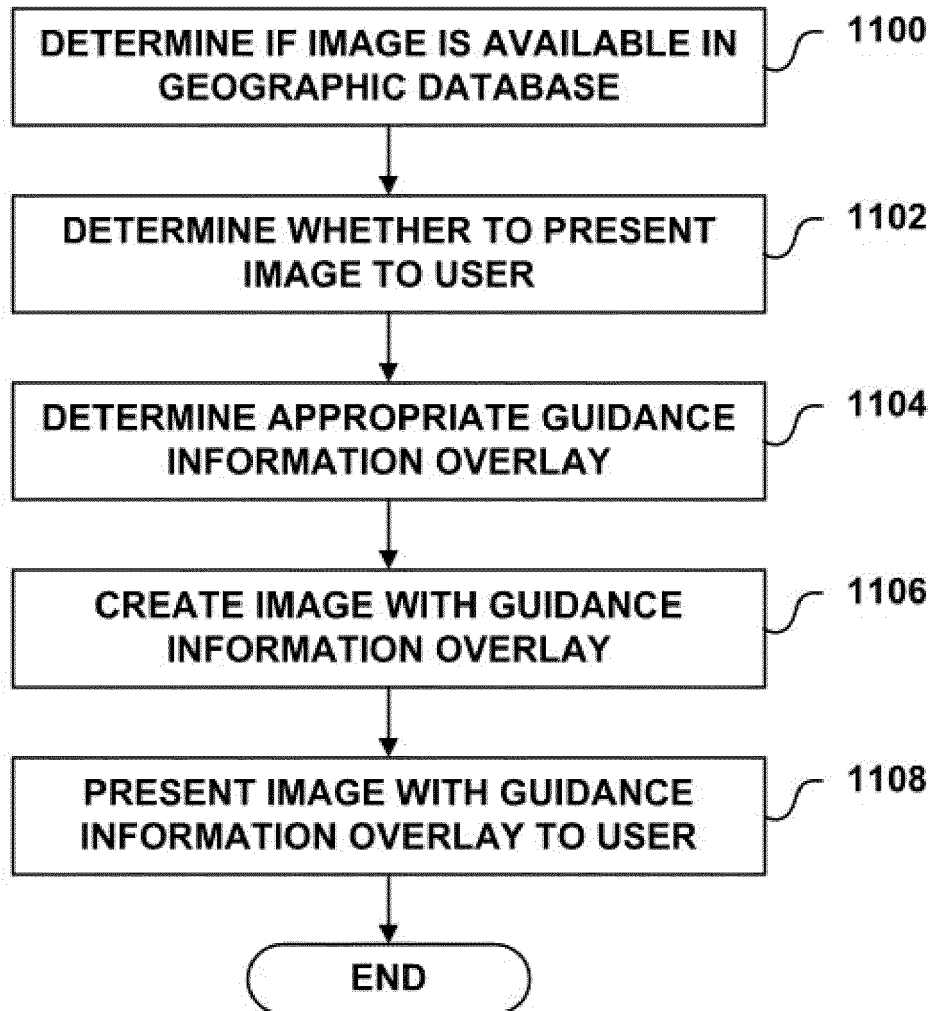 DETERMINE IF IMAGE IS AVAILABLE IN
GEOGRAPHIC DATABASE
1100
DETERMINE WHETHER TO PRESENT
IMAGE TO USER
1102
DETERMINE APPROPRIATE GUIDANCE
INFORMATION OVERLAY
1104
CREATE IMAGE WITH GUIDANCE
INFORMATION OVERLAY
1106
PRESENT IMAGE WITH GUIDANCE
INFORMATION OVERLAY TO USER
1108
END